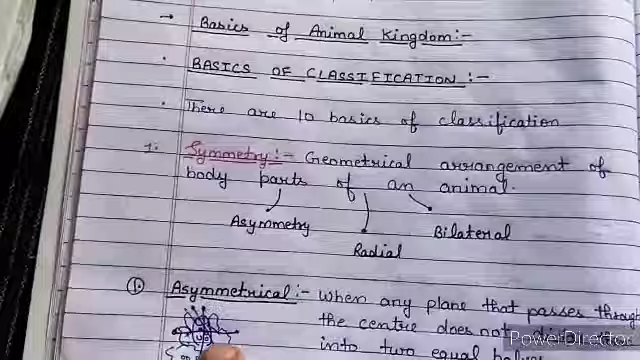 → Basics of Animal Kingdom:-
· BASICS OF CLASSIFICATION :-
· There are 10 basics of classification
1. Symmetry:- Geometrical arrangement of
body parts of an animal.
Asymmetry
Radial
Bilateral
① Asymmetrical:- When any plane that passes through
the centre does not
into two equal
PowerDirector